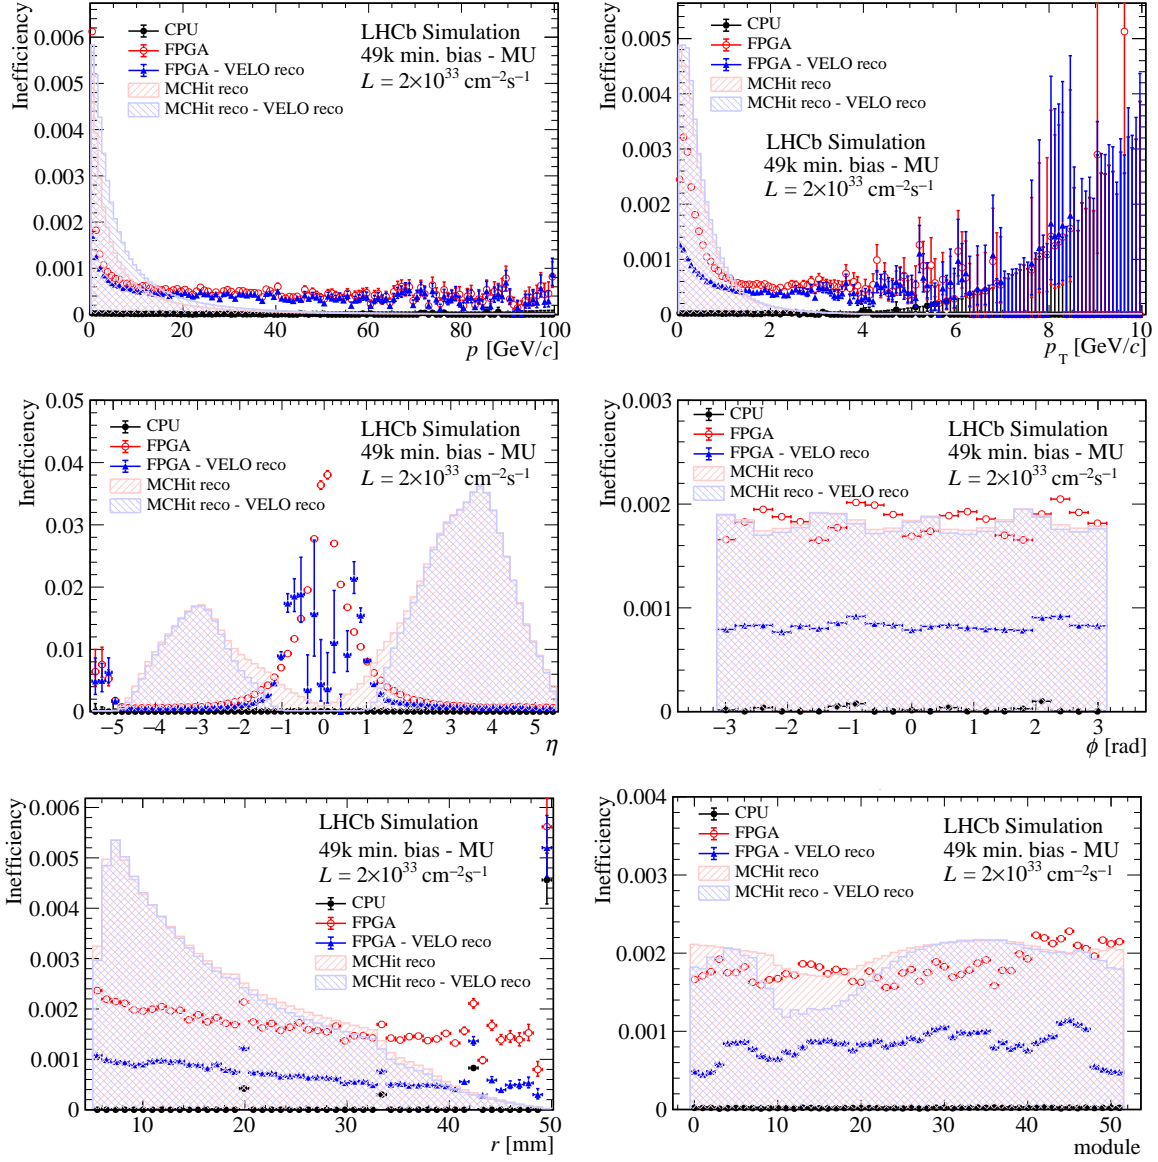 Inefficiency
0.006
0.005
0.004
0.003
0.002
0.001
0
CPU
FPGA
FPGA - VELO reco
MCHit reco
MCHit reco - VELO reco
LHCb Simulation
49k min. bias - MU
L = 2×10³³ cm⁻²s⁻¹
0 20 40 60 80 100
p [GeV/c]
Inefficiency
0.005
0.004
0.003
0.002
0.001
0
CPU
FPGA
FPGA - VELO reco
MCHit reco
MCHit reco - VELO reco
LHCb Simulation
49k min. bias - MU
L = 2×10³³ cm⁻²s⁻¹
0 2 4 6 8 10
p_T [GeV/c]
Inefficiency
0.05
0.04
0.03
0.02
0.01
0
CPU
FPGA
FPGA - VELO reco
MCHit reco
MCHit reco - VELO reco
LHCb Simulation
49k min. bias - MU
L = 2×10³³ cm⁻²s⁻¹
−5 −4 −3 −2 −1 0 1 2 3 4 5
η
Inefficiency
0.003
0.002
0.001
0
CPU
FPGA
FPGA - VELO reco
MCHit reco
MCHit reco - VELO reco
LHCb Simulation
49k min. bias - MU
L = 2×10³³ cm⁻²s⁻¹
−3 −2 −1 0 1 2 3
ϕ [rad]
Inefficiency
0.006
0.005
0.004
0.003
0.002
0.001
0
LHCb Simulation
49k min. bias - MU
L = 2×10³³ cm⁻²s⁻¹
CPU
FPGA
FPGA - VELO reco
MCHit reco
MCHit reco - VELO reco
10 20 30 40 50
r [mm]
Inefficiency
0.004
0.003
0.002
0.001
0
CPU
FPGA
FPGA - VELO reco
MCHit reco
MCHit reco - VELO reco
LHCb Simulation
49k min. bias - MU
L = 2×10³³ cm⁻²s⁻¹
0 10 20 30 40 50
module